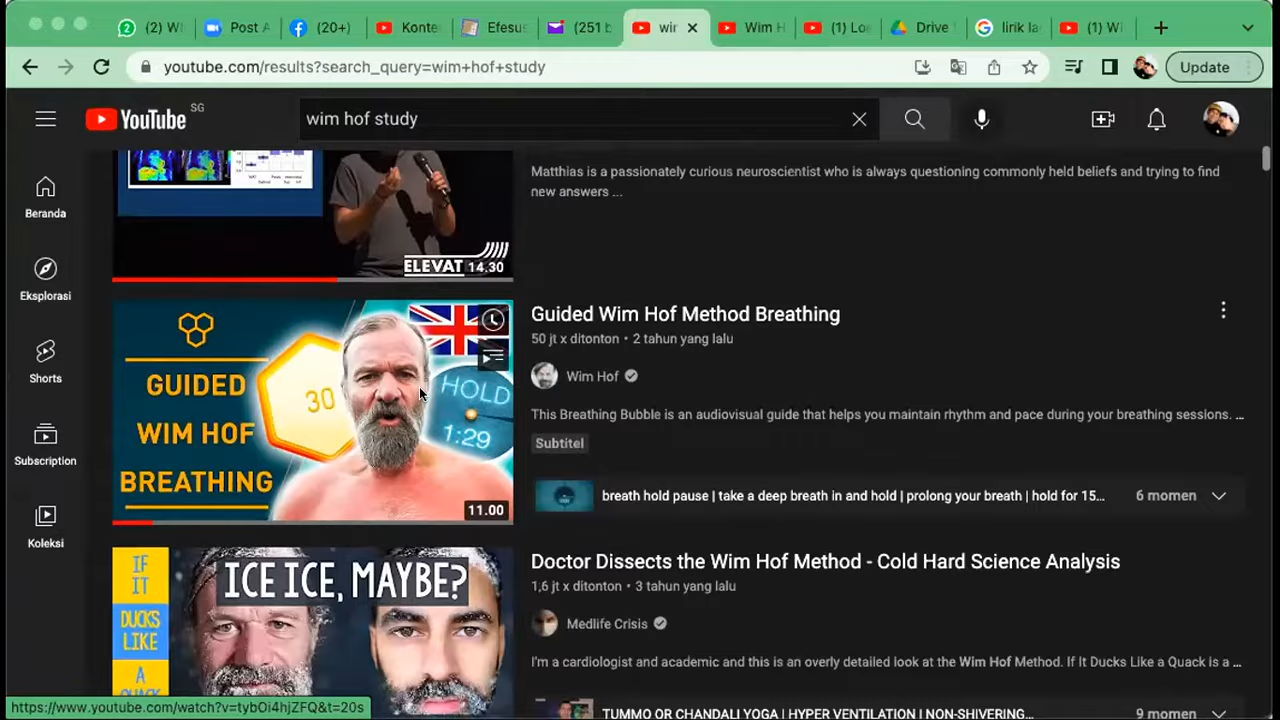 2 (2) W
Post A
(20+)
Konte
Efesus
(251 b
wir
Wim H
(1) Lo
Drive
lirik la
(1) Wi
youtube.com/results?search_query=wim+hof+study
Update
YouTube SG
wim hof study
Beranda
Eksplorasi
Shorts
Subscription
Koleksi
ELEVAT 14.30
Matthias is a passionately curious neuroscientist who is always questioning commonly held beliefs and trying to find
new answers ...
GUIDED
WIM HOF
BREATHING
30
HOLD
1:29
11.00
Guided Wim Hof Method Breathing
50 jt x ditonton • 2 tahun yang lalu
Wim Hof
This Breathing Bubble is an audiovisual guide that helps you maintain rhythm and pace during your breathing sessions. ...
Subtitel
breath hold pause | take a deep breath in and hold | prolong your breath | hold for 15... 6 momen
IF
IT
DUCKS
LIKE
A
QUACK
ICE ICE, MAYBE?
Doctor Dissects the Wim Hof Method - Cold Hard Science Analysis
1,6 jt x ditonton • 3 tahun yang lalu
Medlife Crisis
I'm a cardiologist and academic and this is an overly detailed look at the Wim Hof Method. If It Ducks Like a Quack is a ...
TUMMO OR CHANDALI YOGA | HYPER VENTILATION | NON-SHIVERING... 9 momen
https://www.youtube.com/watch?v=tybOi4hjZFQ&t=20s